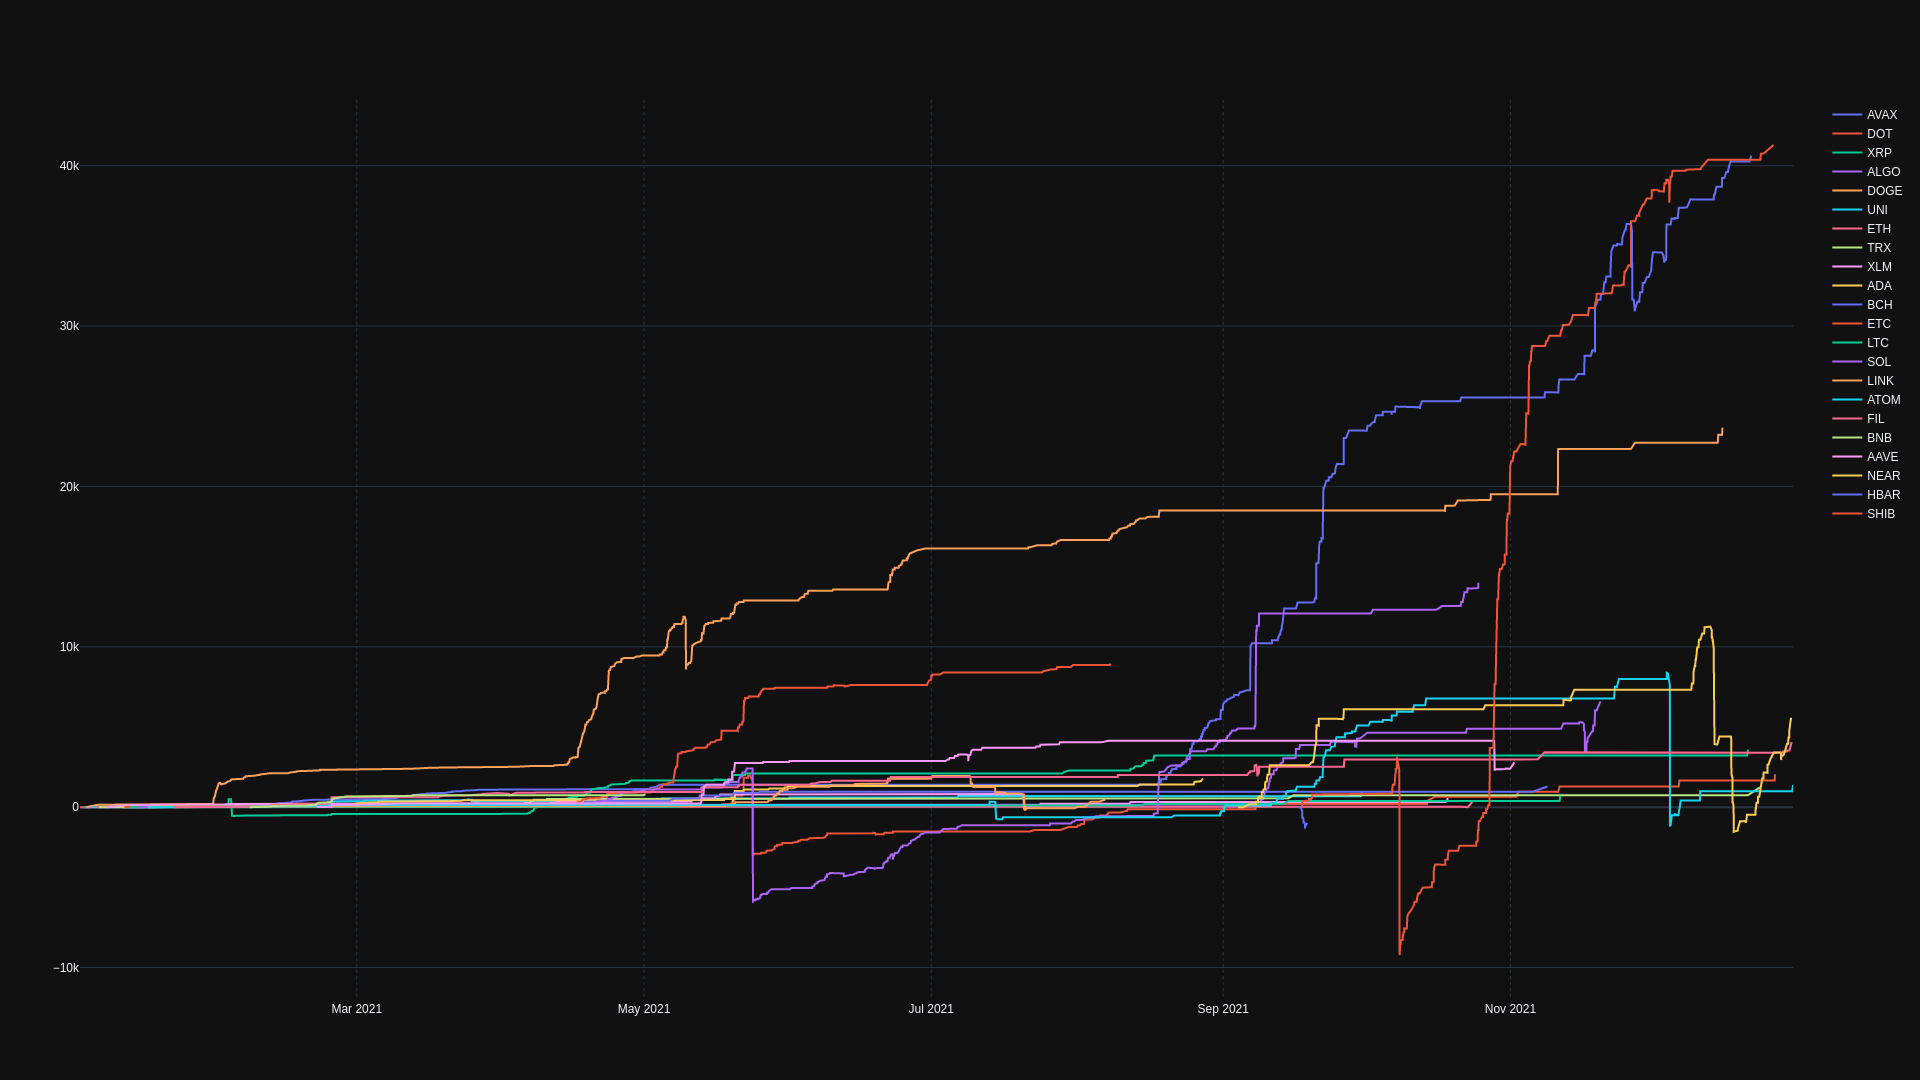 40k
30k
20k
10k
0
−10k
Mar 2021
May 2021
Jul 2021
Sep 2021
Nov 2021
AVAX
DOT
XRP
ALGO
DOGE
UNI
ETH
TRX
XLM
ADA
BCH
ETC
LTC
SOL
LINK
ATOM
FIL
BNB
AAVE
NEAR
HBAR
SHIB